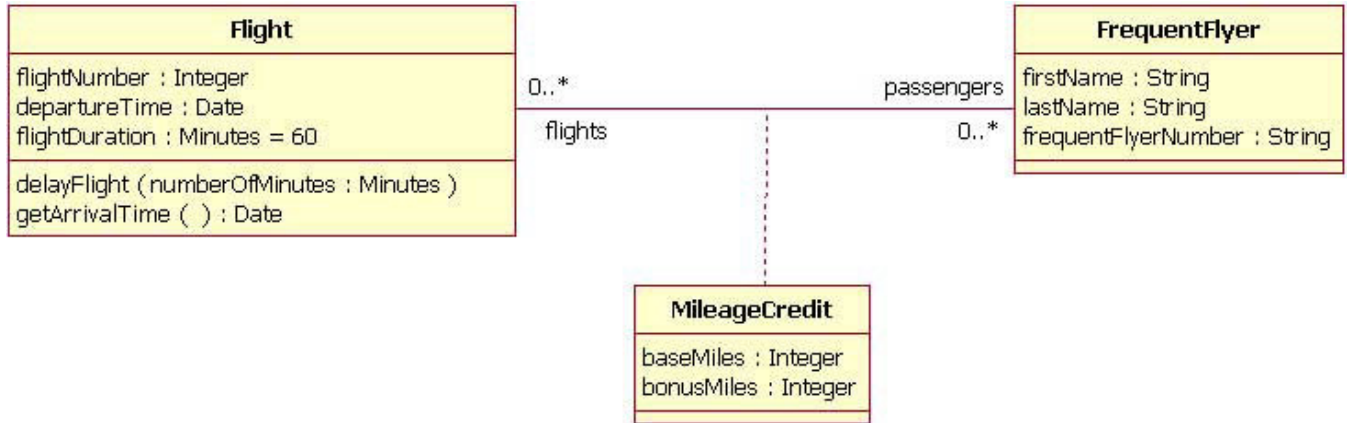 Flight
flightNumber : Integer
departureTime : Date
flightDuration : Minutes = 60
delayFlight ( numberOfMinutes : Minutes )
getArrivalTime ( ) : Date
0..*
flights
passengers
0..*
FrequentFlyer
firstName : String
lastName : String
frequentFlyerNumber : String
MileageCredit
baseMiles : Integer
bonusMiles : Integer